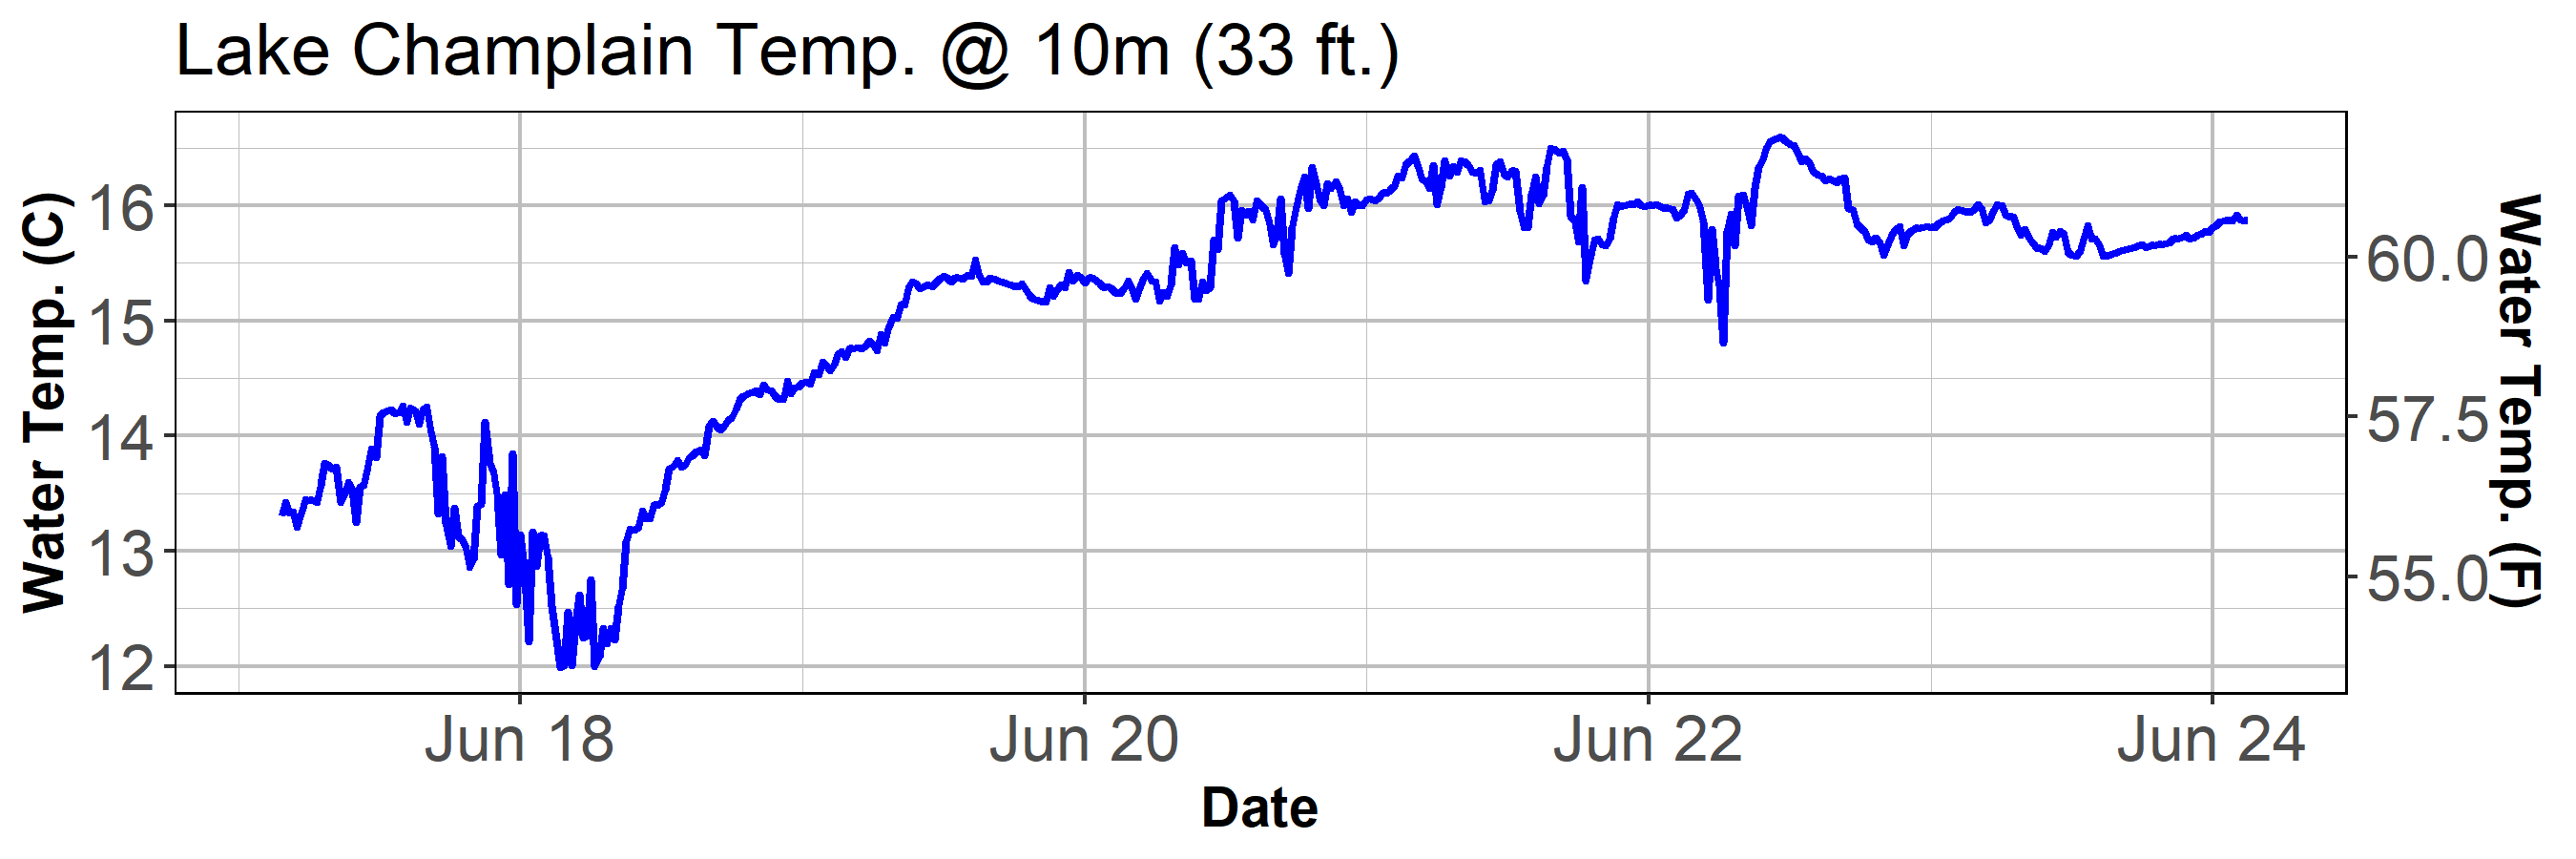 Lake Champlain Temp. @ 10m (33 ft.)
Water Temp. (C)
16
15
14
13
12
60.0
57.5
55.0
Water Temp. (F)
Jun 18
Jun 20
Jun 22
Jun 24
Date